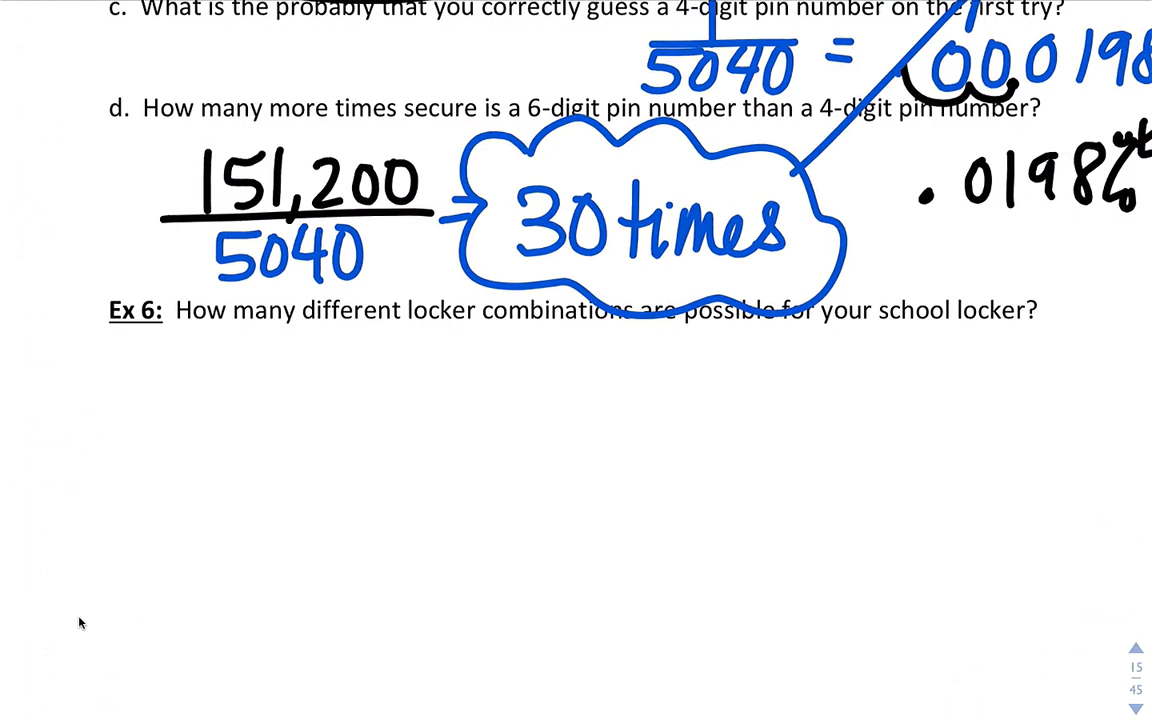 c. What is the probably that you correctly guess a 4-digit pin number on the first try?
1
5040 = 000198
d. How many more times secure is a 6-digit pin number than a 4-digit pin number?
.0198%
151,200
5040
30 times
Ex 6: How many different locker combinations are possible for your school locker?
15
45